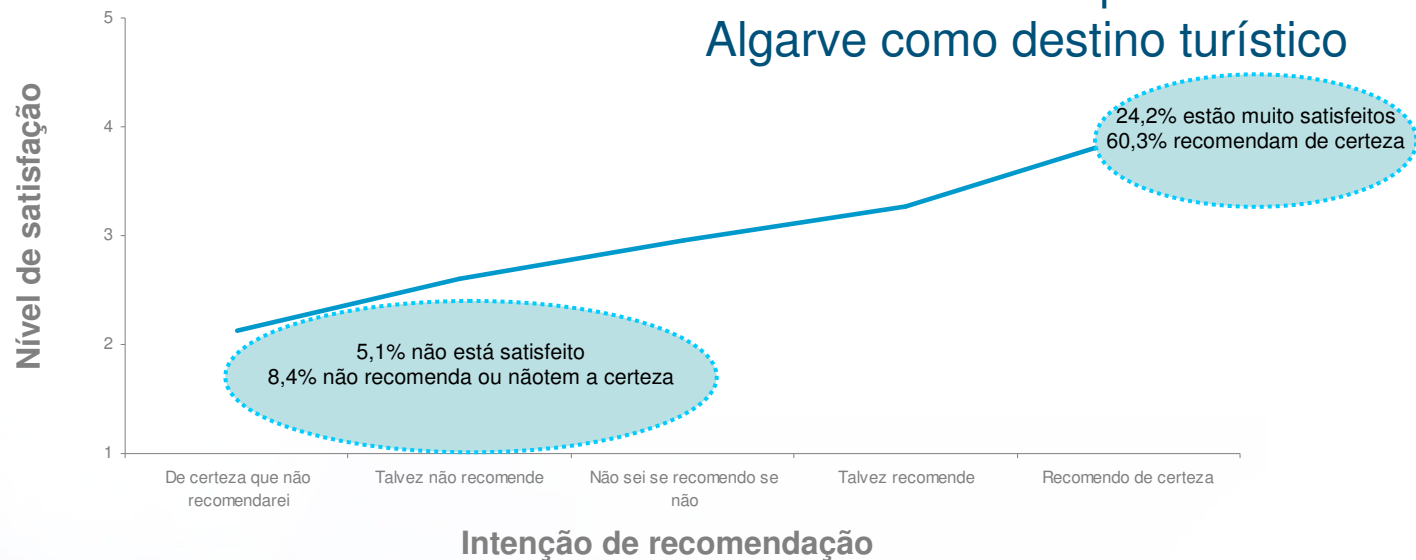 Algarve como destino turístico
5
4
3
2
1
Nível de satisfação
24,2% estão muito satisfeitos
60,3% recomendam de certeza
5,1% não está satisfeito
8,4% não recomenda ou nãotem a certeza
De certeza que não
recomendarei
Talvez não recomende
Não sei se recomendo se
não
Talvez recomende
Recomendo de certeza
Intenção de recomendação